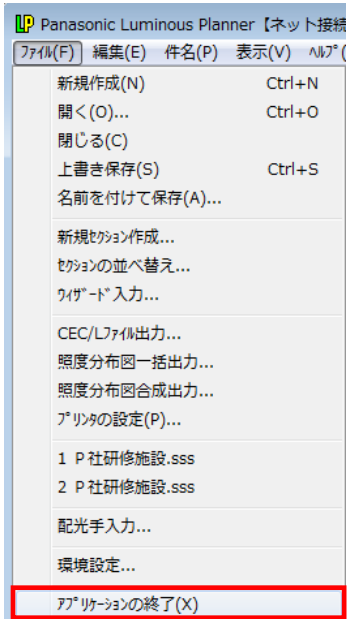 LP Panasonic Luminous Planner【ネット接続
ﾌｧｲﾙ(F) 編集(E) 件名(P) 表示(V) ﾍﾙﾌﾟ(
新規作成(N) Ctrl+N
開く(O)... Ctrl+O
閉じる(C)
上書き保存(S) Ctrl+S
名前を付けて保存(A)...
新規ｾｸｼｮﾝ作成...
ｾｸｼｮﾝの並べ替え...
ｳｨｻﾞｰﾄﾞ入力...
CEC/Lﾌｧｲﾙ出力...
照度分布図一括出力...
照度分布図合成出力...
ﾌﾟﾘﾝﾀの設定(P)...
1 Ｐ社研修施設.sss
2 Ｐ社研修施設.sss
配光手入力...
環境設定...
ｱﾌﾟﾘｹｰｼｮﾝの終了(X)